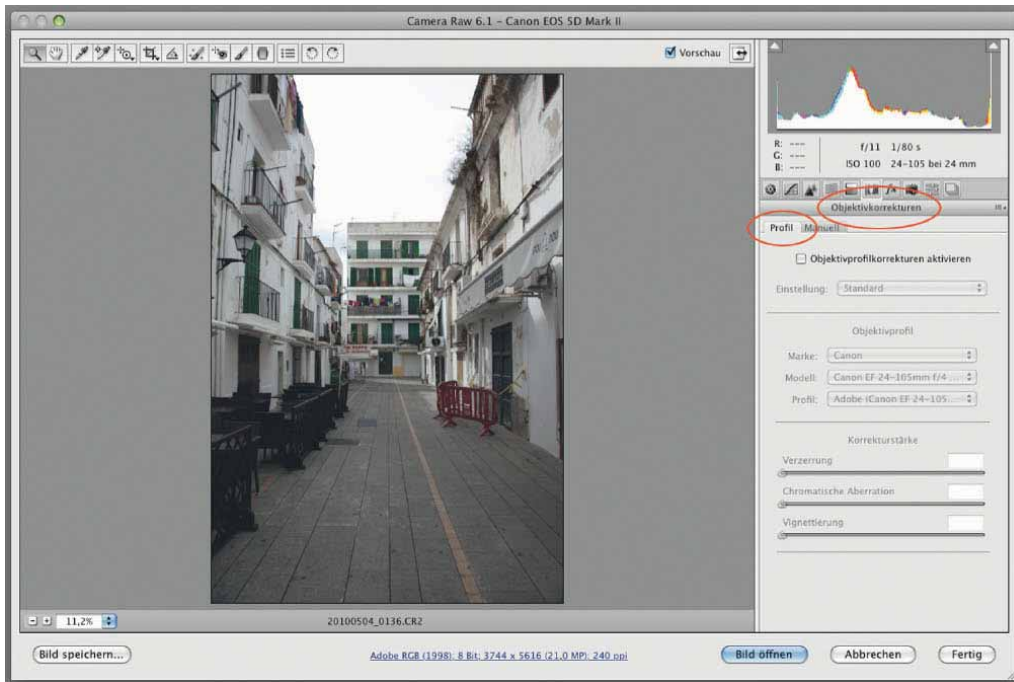 Camera Raw 6.1 – Canon EOS 5D Mark II
Vorschau
R: ---
G: ---
B: ---
f/11 1/80 s
ISO 100 24–105 bei 24 mm
Objektivkorrekturen
Profil Manuell
Objektivprofilkorrekturen aktivieren
Einstellung: Standard
Objektivprofil
Marke: Canon
Modell: Canon EF 24-105mm f/4 ...
Profil: Adobe (Canon EF 24-105...
Korrekturstärke
Verzerrung
Chromatische Aberration
Vignettierung
11,2%
20100504_0136.CR2
Bild speichern...
Adobe RGB (1998); 8 Bit; 3744 x 5616 (21,0 MP); 240 ppi
Bild öffnen
Abbrechen
Fertig